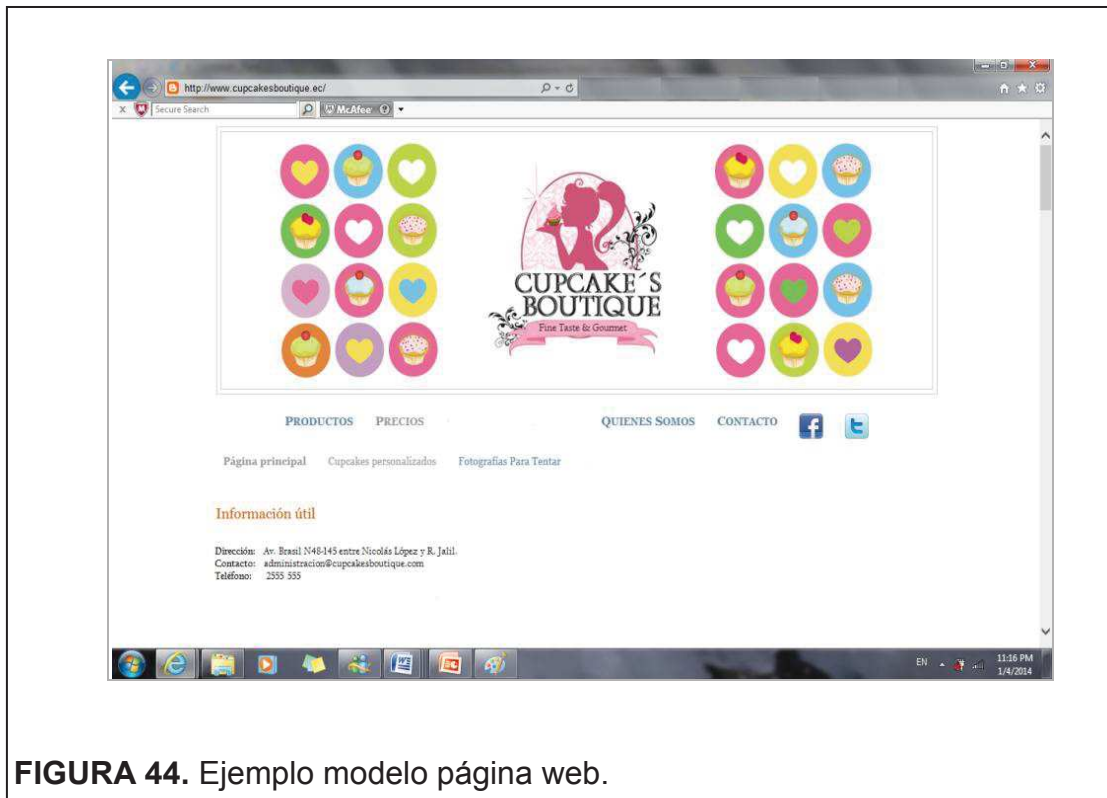 http://www.cupcakesboutique.ec/
x Secure Search McAfee
CUPCAKE´S
BOUTIQUE
Fine Taste & Gourmet
PRODUCTOS PRECIOS QUIENES SOMOS CONTACTO
Página principal Cupcakes personalizados Fotografías Para Tentar
Información útil
Dirección: Av. Brasil N48-145 entre Nicolás López y R. Jalil.
Contacto: administracion@cupcakesboutique.com
Teléfono: 2555 555
EN 11:16 PM
1/4/2014
FIGURA 44. Ejemplo modelo página web.